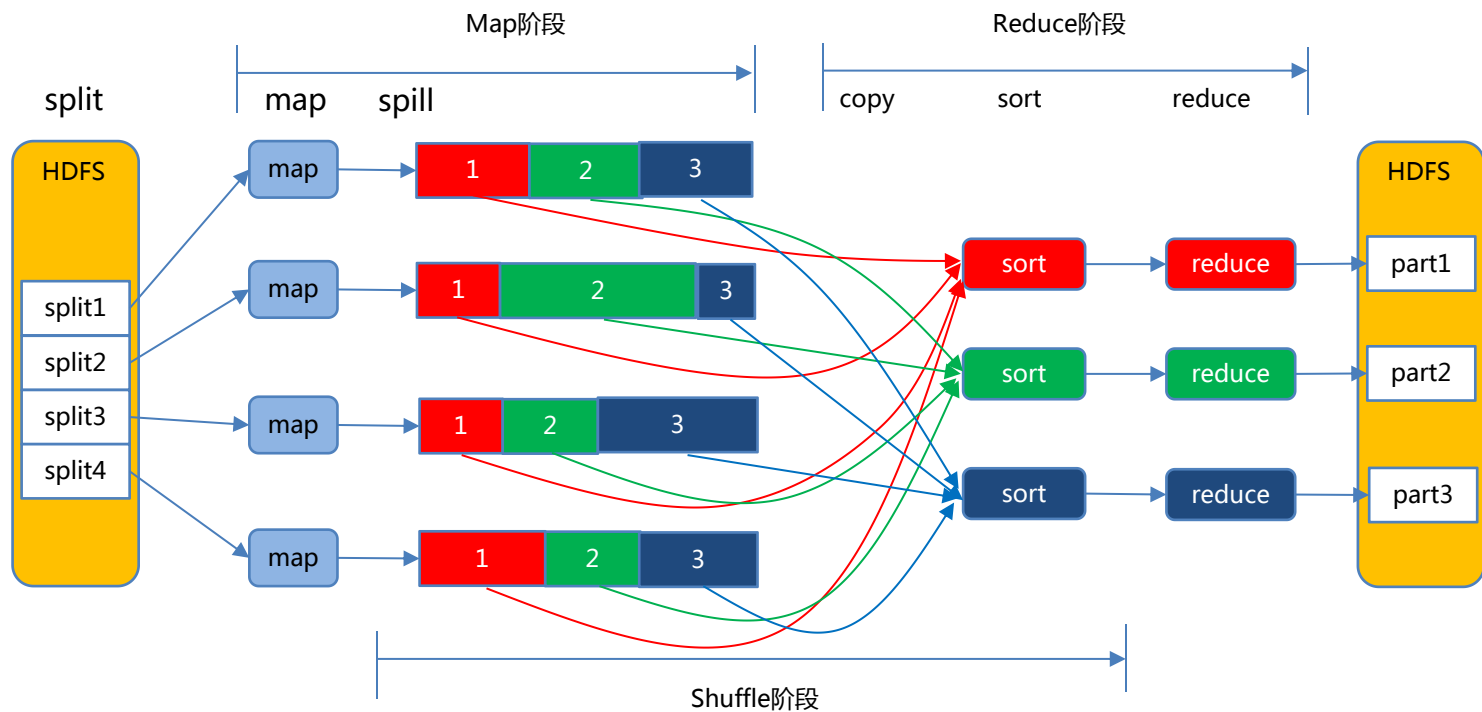 Map阶段
Reduce阶段
split
map
spill
copy
sort
reduce
HDFS
split1
split2
split3
split4
map
1 2 3
map
1 2 3
map
1 2 3
map
1 2 3
sort
reduce
sort
reduce
sort
reduce
HDFS
part1
part2
part3
Shuffle阶段